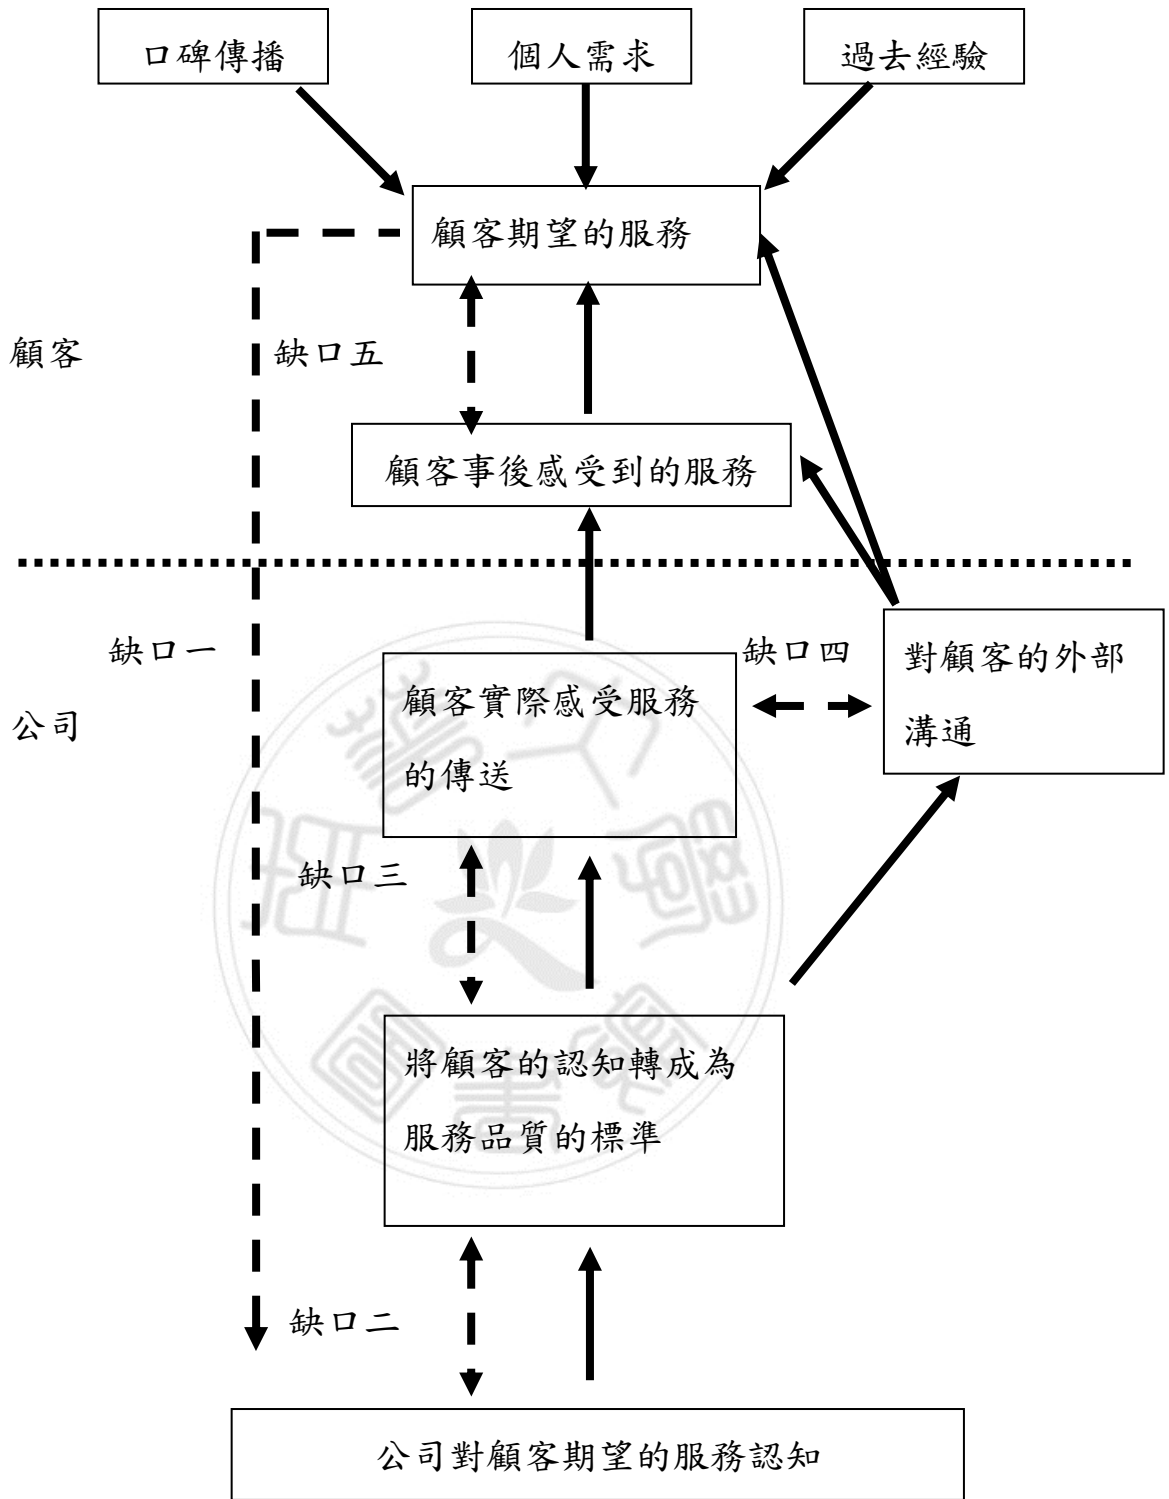 口碑傳播
個人需求
過去經驗
顧客期望的服務
顧客
缺口五
顧客事後感受到的服務
缺口一
缺口四
對顧客的外部
溝通
公司
顧客實際感受服務
的傳送
缺口三
將顧客的認知轉成為
服務品質的標準
缺口二
公司對顧客期望的服務認知